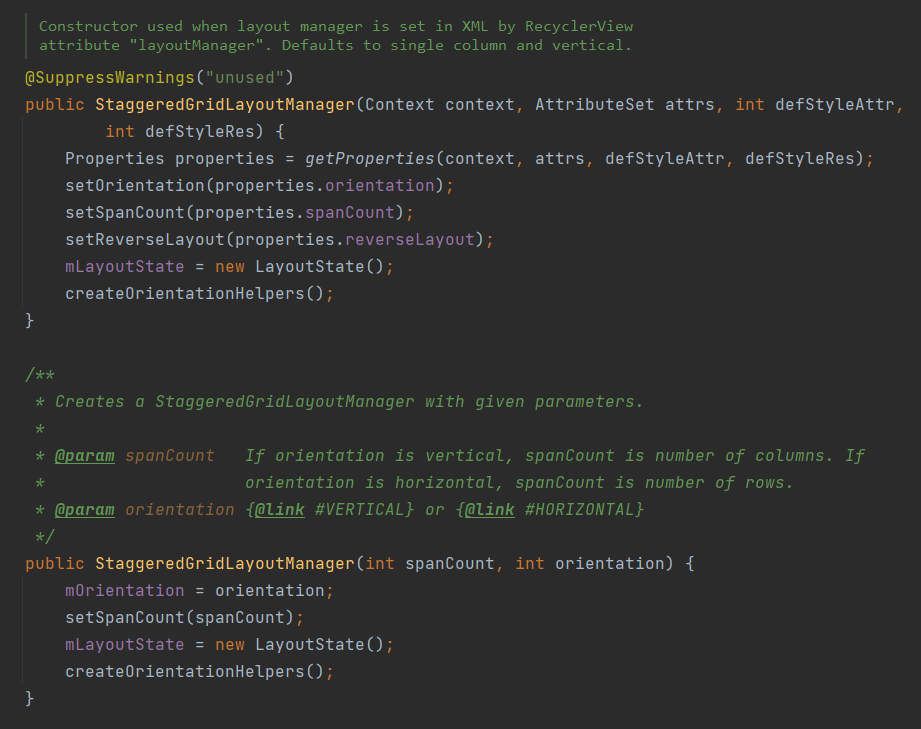 Constructor used when layout manager is set in XML by RecyclerView
attribute "layoutManager". Defaults to single column and vertical.
@SuppressWarnings("unused")
public StaggeredGridLayoutManager(Context context, AttributeSet attrs, int defStyleAttr,
        int defStyleRes) {
    Properties properties = getProperties(context, attrs, defStyleAttr, defStyleRes);
    setOrientation(properties.orientation);
    setSpanCount(properties.spanCount);
    setReverseLayout(properties.reverseLayout);
    mLayoutState = new LayoutState();
    createOrientationHelpers();
}

/**
 * Creates a StaggeredGridLayoutManager with given parameters.
 *
 * @param spanCount   If orientation is vertical, spanCount is number of columns. If
 *                    orientation is horizontal, spanCount is number of rows.
 * @param orientation {@link #VERTICAL} or {@link #HORIZONTAL}
 */
public StaggeredGridLayoutManager(int spanCount, int orientation) {
    mOrientation = orientation;
    setSpanCount(spanCount);
    mLayoutState = new LayoutState();
    createOrientationHelpers();
}